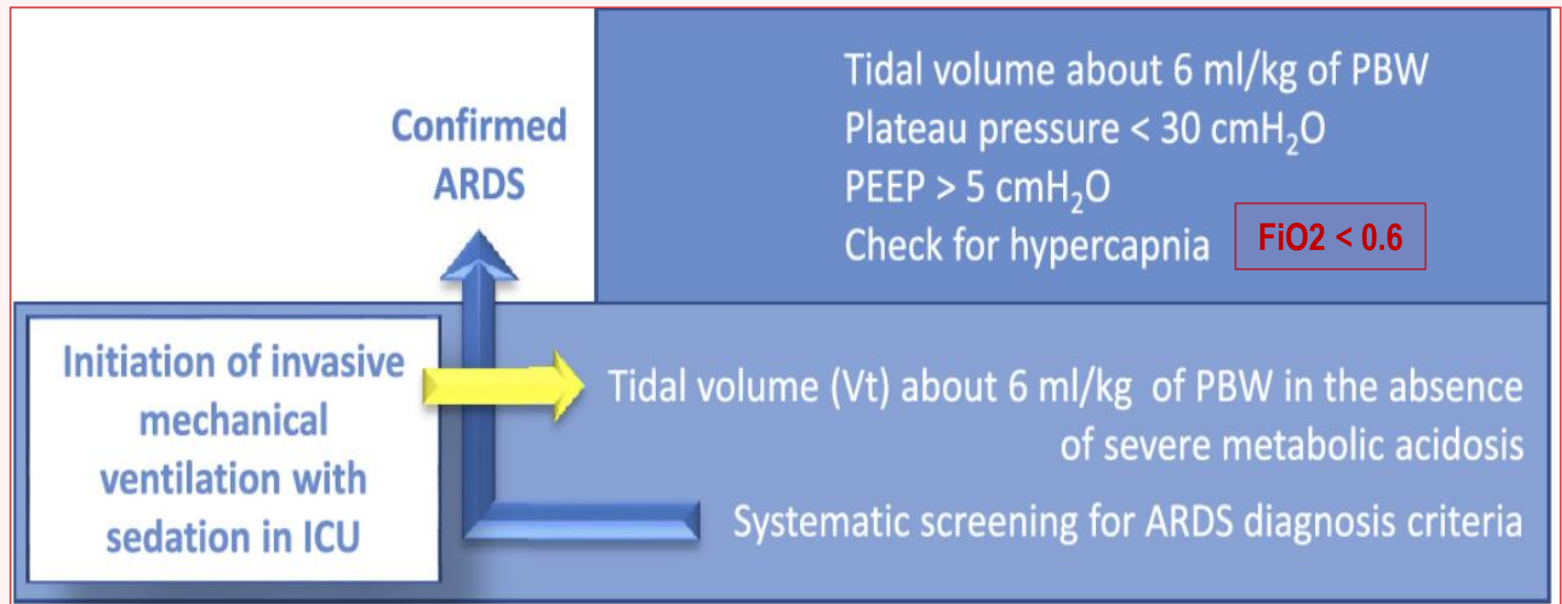 Confirmed
ARDS
Tidal volume about 6 ml/kg of PBW
Plateau pressure < 30 cmH₂O
PEEP > 5 cmH₂O
Check for hypercapnia
FiO2 < 0.6
Initiation of invasive
mechanical
ventilation with
sedation in ICU
Tidal volume (Vt) about 6 ml/kg of PBW in the absence
of severe metabolic acidosis
Systematic screening for ARDS diagnosis criteria